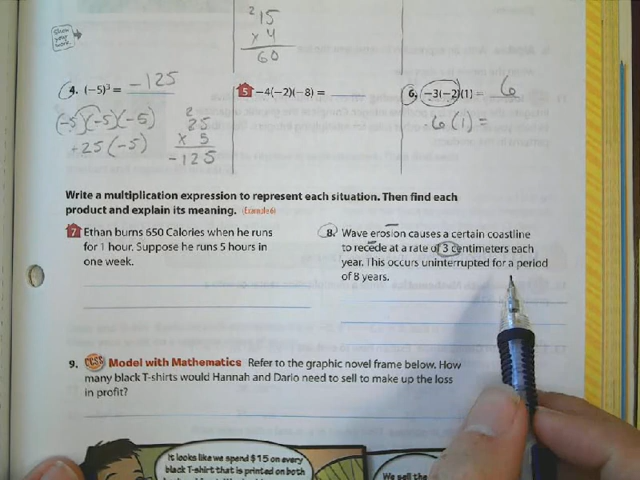 Show your work.
2
15
x 4
60
4. (−5)³ = -125
5 −4(−2)(−8) =
6. −3(−2)(1) = 6
(-5)(-5)(-5)
+25(-5)
2
25
x 5
-125
6(1) =
Write a multiplication expression to represent each situation. Then find each
product and explain its meaning. (Example 6)
7 Ethan burns 650 Calories when he runs
for 1 hour. Suppose he runs 5 hours in
one week.
8. Wave erosion causes a certain coastline
to recede at a rate of 3 centimeters each
year. This occurs uninterrupted for a period
of 8 years.
9. CCSS Model with Mathematics Refer to the graphic novel frame below. How
many black T-shirts would Hannah and Dario need to sell to make up the loss
in profit?
It looks like we spend $15 on every
black T-shirt that is printed on both
We sell the